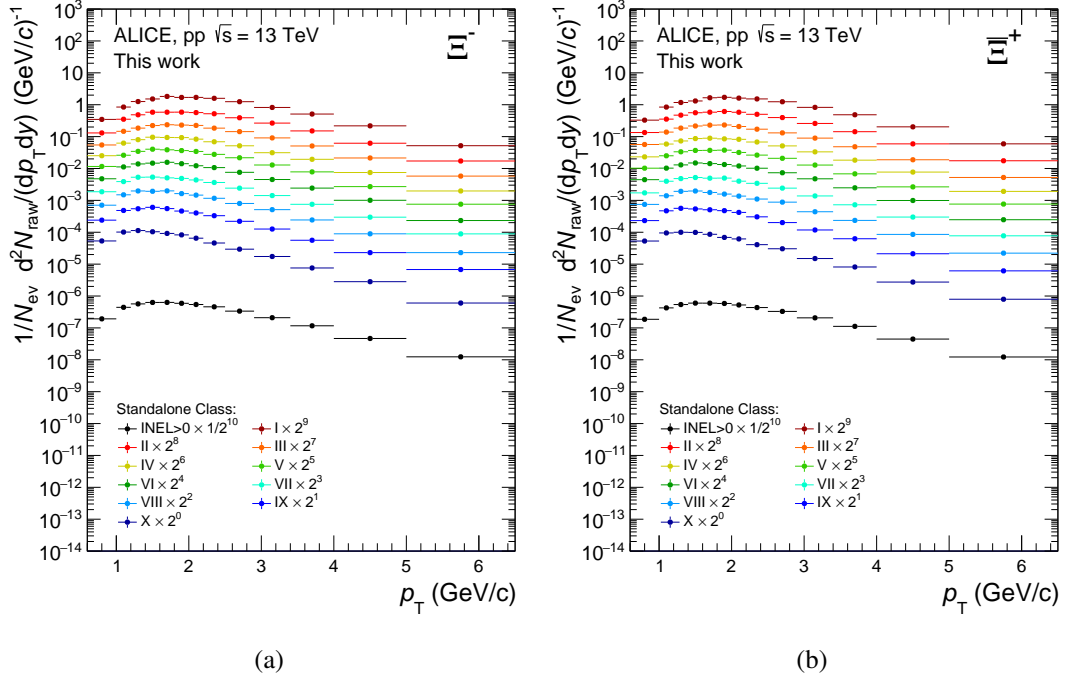 ALICE, pp √s = 13 TeV
This work
Ξ⁻
1/N_ev d²N_raw/(dp_T dy) (GeV/c)⁻¹
10³
10²
10
1
10⁻¹
10⁻²
10⁻³
10⁻⁴
10⁻⁵
10⁻⁶
10⁻⁷
10⁻⁸
10⁻⁹
10⁻¹⁰
10⁻¹¹
10⁻¹²
10⁻¹³
10⁻¹⁴
Standalone Class:
INEL>0 × 1/2¹⁰ I × 2⁹
II × 2⁸ III × 2⁷
IV × 2⁶ V × 2⁵
VI × 2⁴ VII × 2³
VIII × 2² IX × 2¹
X × 2⁰
1 2 3 4 5 6
p_T (GeV/c)
(a)
ALICE, pp √s = 13 TeV
This work
Ξ̅⁺
1/N_ev d²N_raw/(dp_T dy) (GeV/c)⁻¹
10³
10²
10
1
10⁻¹
10⁻²
10⁻³
10⁻⁴
10⁻⁵
10⁻⁶
10⁻⁷
10⁻⁸
10⁻⁹
10⁻¹⁰
10⁻¹¹
10⁻¹²
10⁻¹³
10⁻¹⁴
Standalone Class:
INEL>0 × 1/2¹⁰ I × 2⁹
II × 2⁸ III × 2⁷
IV × 2⁶ V × 2⁵
VI × 2⁴ VII × 2³
VIII × 2² IX × 2¹
X × 2⁰
1 2 3 4 5 6
p_T (GeV/c)
(b)